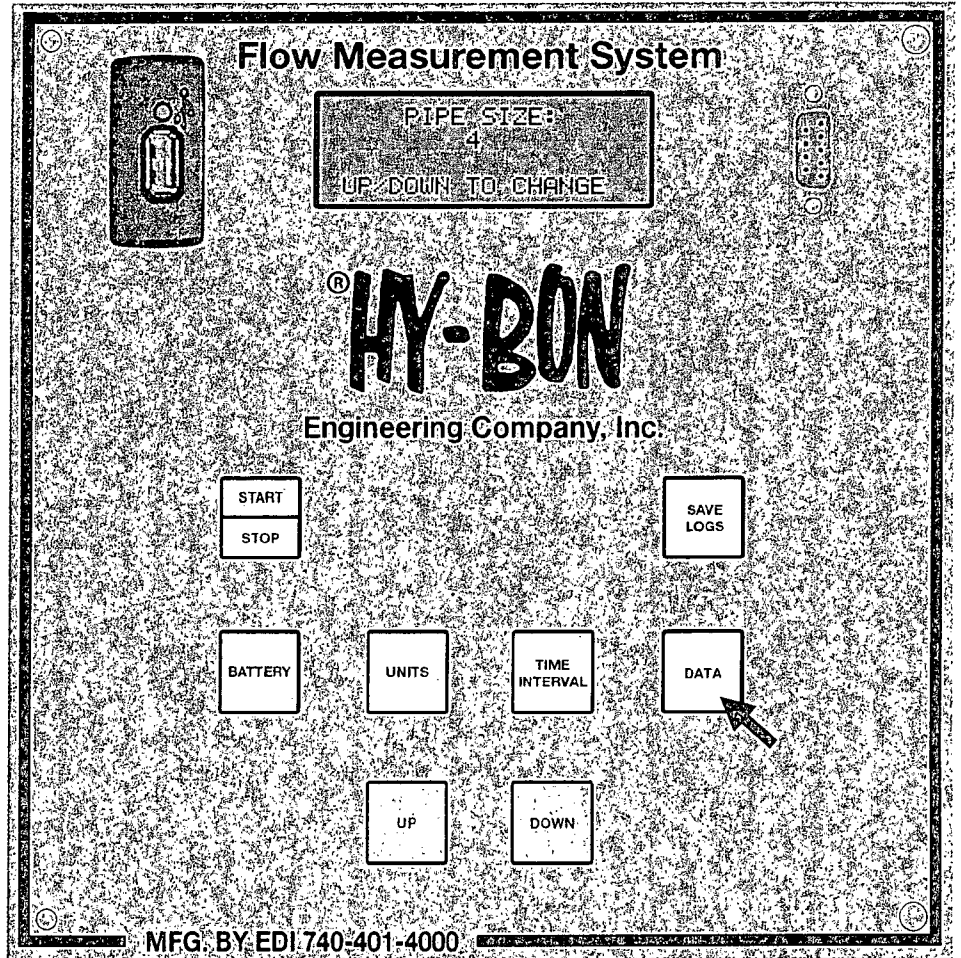 Flow Measurement System
PIPE SIZE:
4
UP DOWN TO CHANGE
® HY-BON
Engineering Company, Inc.
START
STOP
SAVE
LOGS
BATTERY
UNITS
TIME
INTERVAL
DATA
UP
DOWN
MFG. BY EDI 740-401-4000